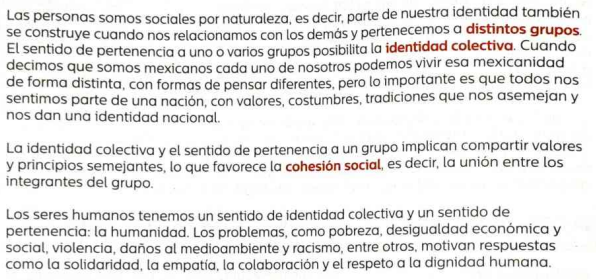 Las personas somos sociales por naturaleza, es decir, parte de nuestra identidad también
se construye cuando nos relacionamos con los demás y pertenecemos a distintos grupos.
El sentido de pertenencia a uno o varios grupos posibilita la identidad colectiva. Cuando
decimos que somos mexicanos cada uno de nosotros podemos vivir esa mexicanidad
de forma distinta, con formas de pensar diferentes, pero lo importante es que todos nos
sentimos parte de una nación, con valores, costumbres, tradiciones que nos asemejan y
nos dan una identidad nacional.
La identidad colectiva y el sentido de pertenencia a un grupo implican compartir valores
y principios semejantes, lo que favorece la cohesión social, es decir, la unión entre los
integrantes del grupo.
Los seres humanos tenemos un sentido de identidad colectiva y un sentido de
pertenencia: la humanidad. Los problemas, como pobreza, desigualdad económica y
social, violencia, daños al medioambiente y racismo, entre otros, motivan respuestas
como la solidaridad, la empatía, la colaboración y el respeto a la dignidad humana.